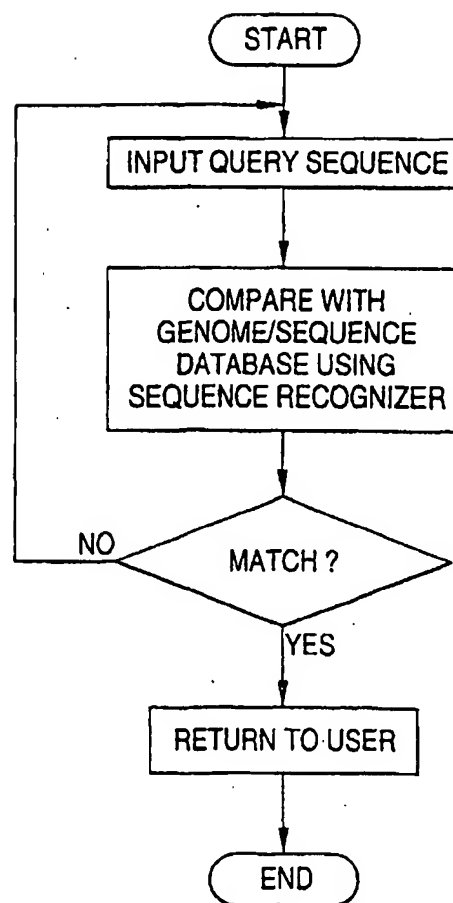 START
INPUT QUERY SEQUENCE
COMPARE WITH
GENOME/SEQUENCE
DATABASE USING
SEQUENCE RECOGNIZER
NO
MATCH ?
YES
RETURN TO USER
END